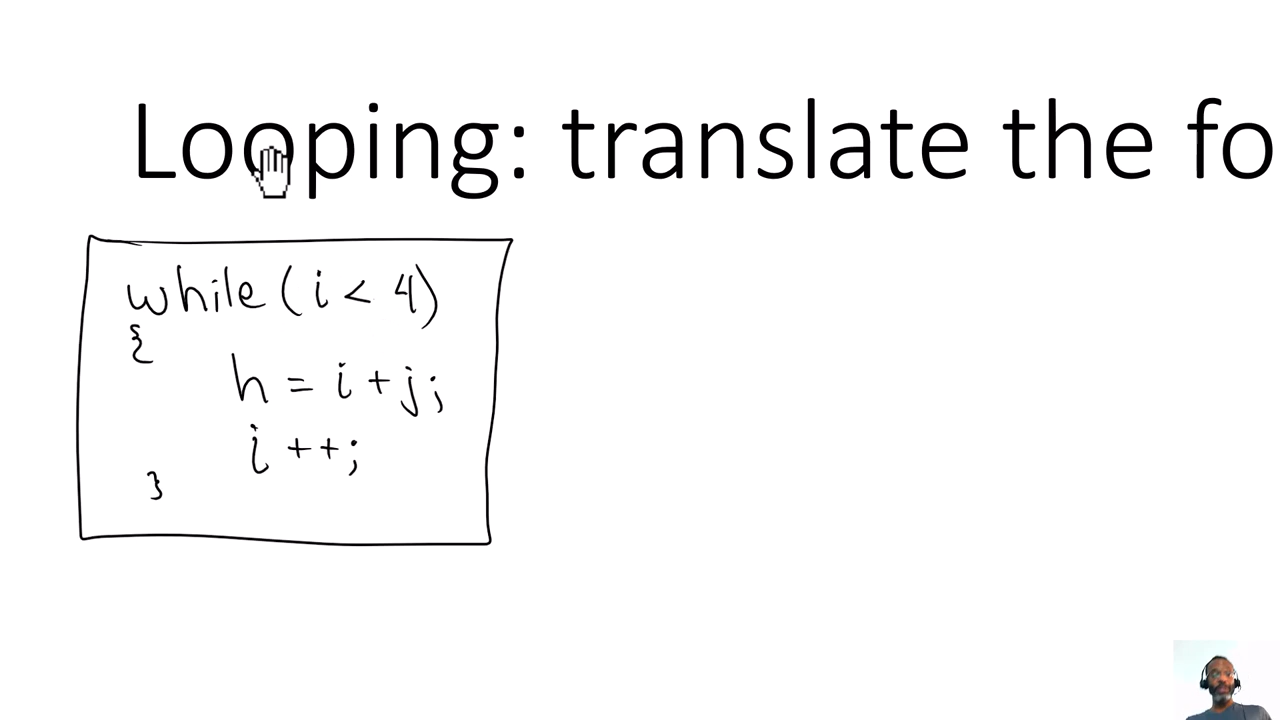 Looping: translate the fo
while (i < 4)
{
h = i + j;
i ++;
}